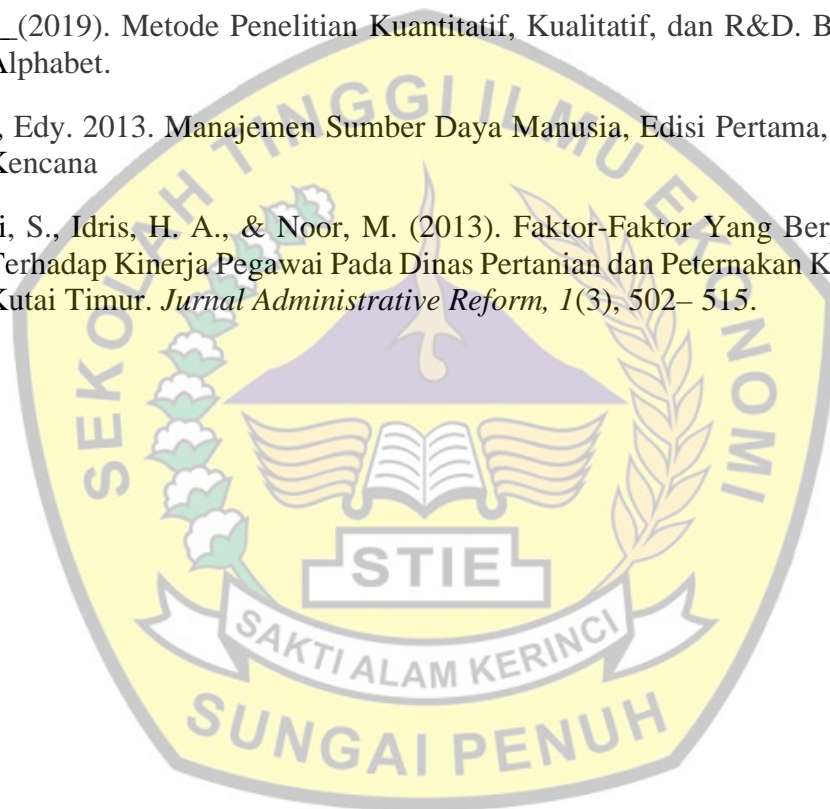 _(2019). Metode Penelitian Kuantitatif, Kualitatif, dan R&D. B
Alphabet.
, Edy. 2013. Manajemen Sumber Daya Manusia, Edisi Pertama,
Kencana
i, S., Idris, H. A., & Noor, M. (2013). Faktor-Faktor Yang Ber
Terhadap Kinerja Pegawai Pada Dinas Pertanian dan Peternakan K
Kutai Timur. Jurnal Administrative Reform, 1(3), 502– 515.
SEKOLAH TINGGI ILMU EKONOMI
STIE
SAKTI ALAM KERINCI
SUNGAI PENUH